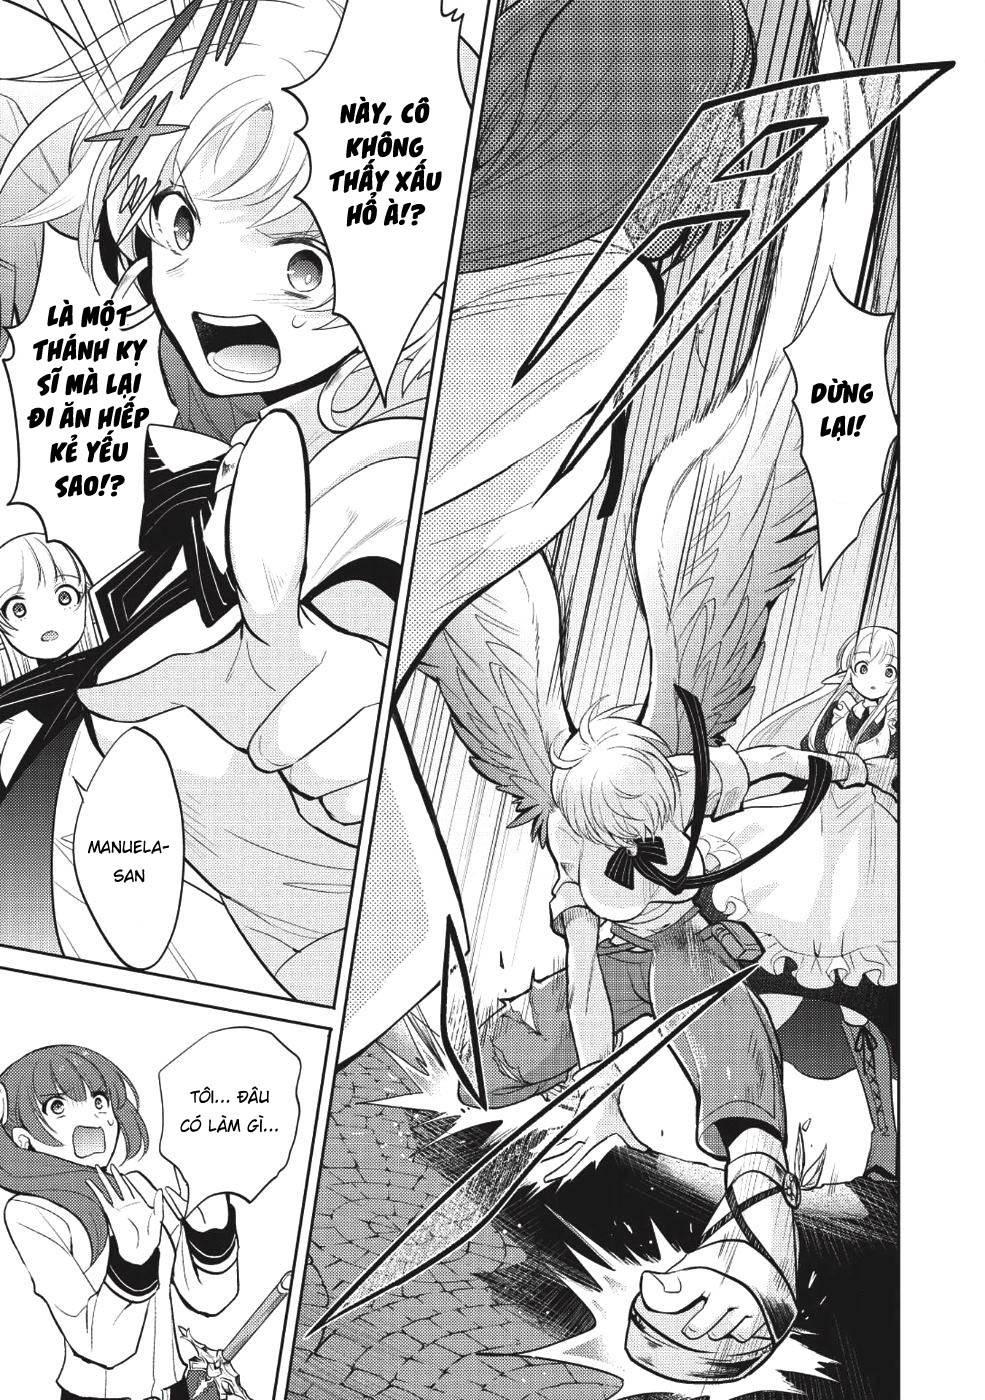 DỪNG
LẠI!
NÀY, CÔ
KHÔNG
THẤY XẤU
HỔ À!?
LÀ MỘT
THÁNH KỴ
SĨ MÀ LẠI
ĐI ĂN HIẾP
KẺ YẾU
SAO!?
MANUELA-
SAN
TÔI... ĐÂU
CÓ LÀM GÌ...